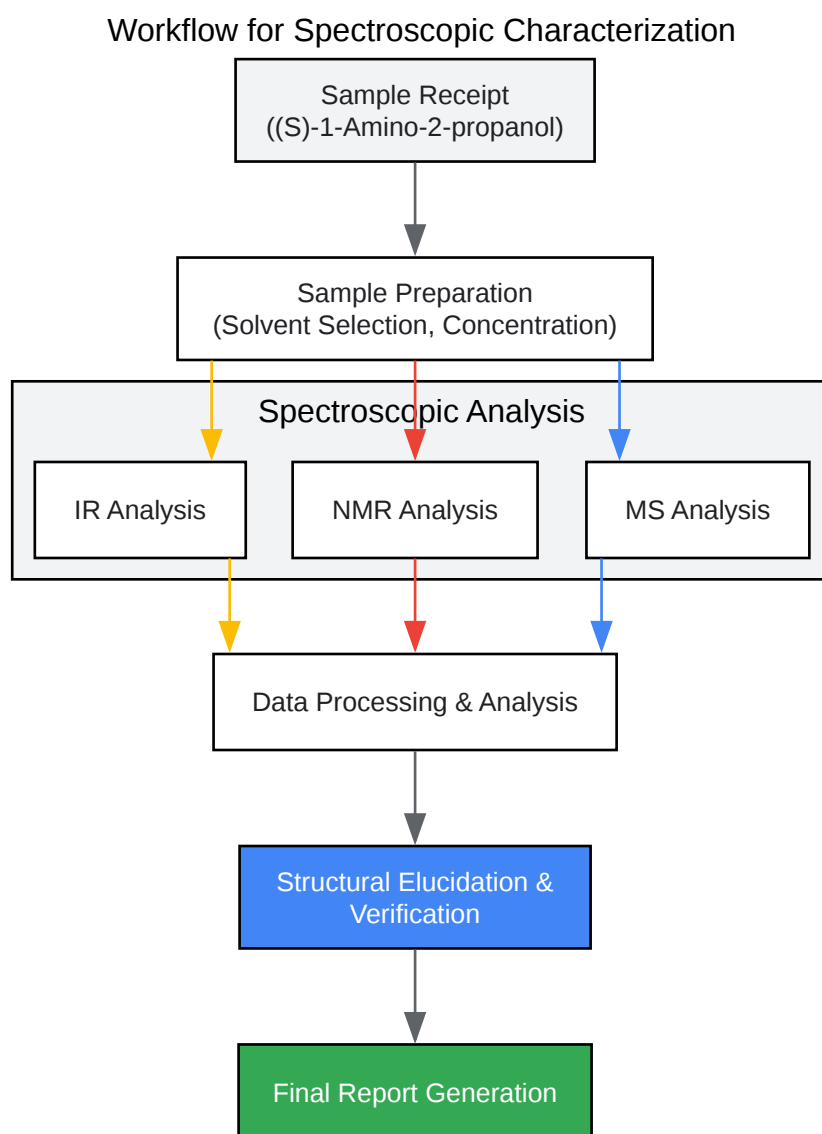 Workflow for Spectroscopic Characterization
Sample Receipt
((S)-1-Amino-2-propanol)
Sample Preparation
(Solvent Selection, Concentration)
Spectroscopic Analysis
IR Analysis
NMR Analysis
MS Analysis
Data Processing & Analysis
Structural Elucidation &
Verification
Final Report Generation